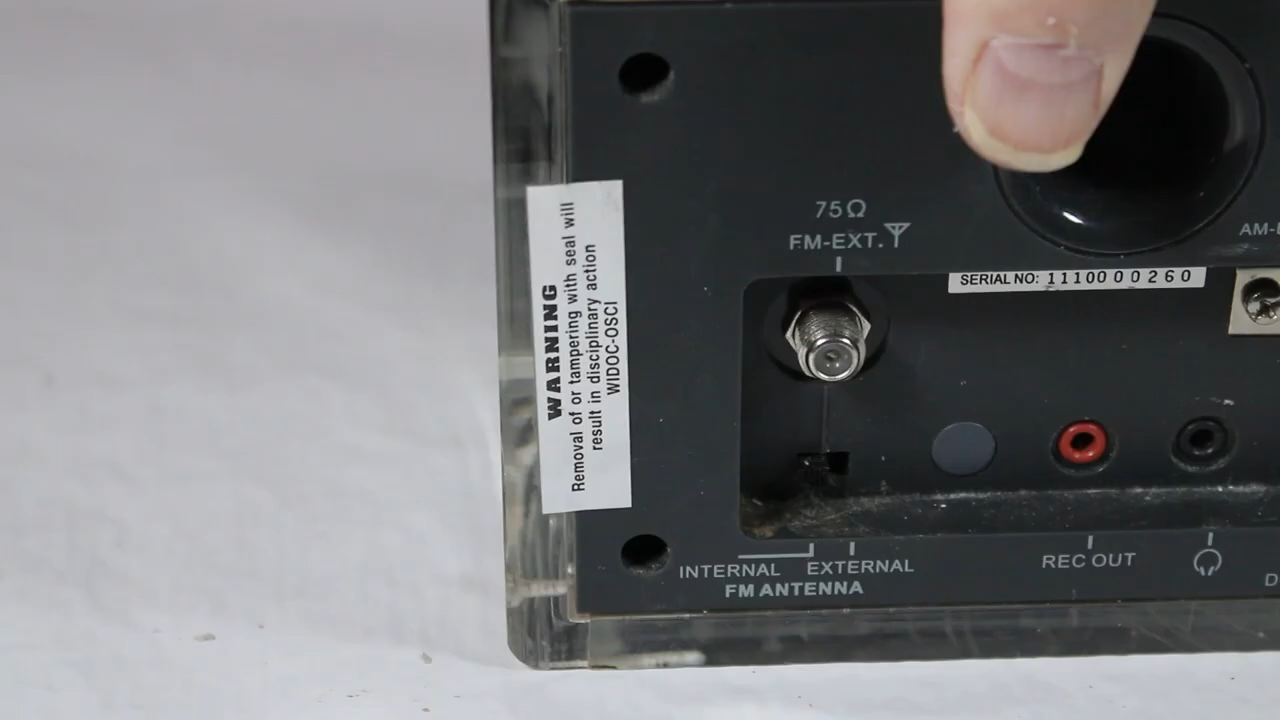 WARNING
Removal of or tampering with seal will
result in disciplinary action
WIDOC-OSCI
75Ω
FM-EXT.
SERIAL NO: 1110000260
INTERNAL EXTERNAL
FM ANTENNA
REC OUT